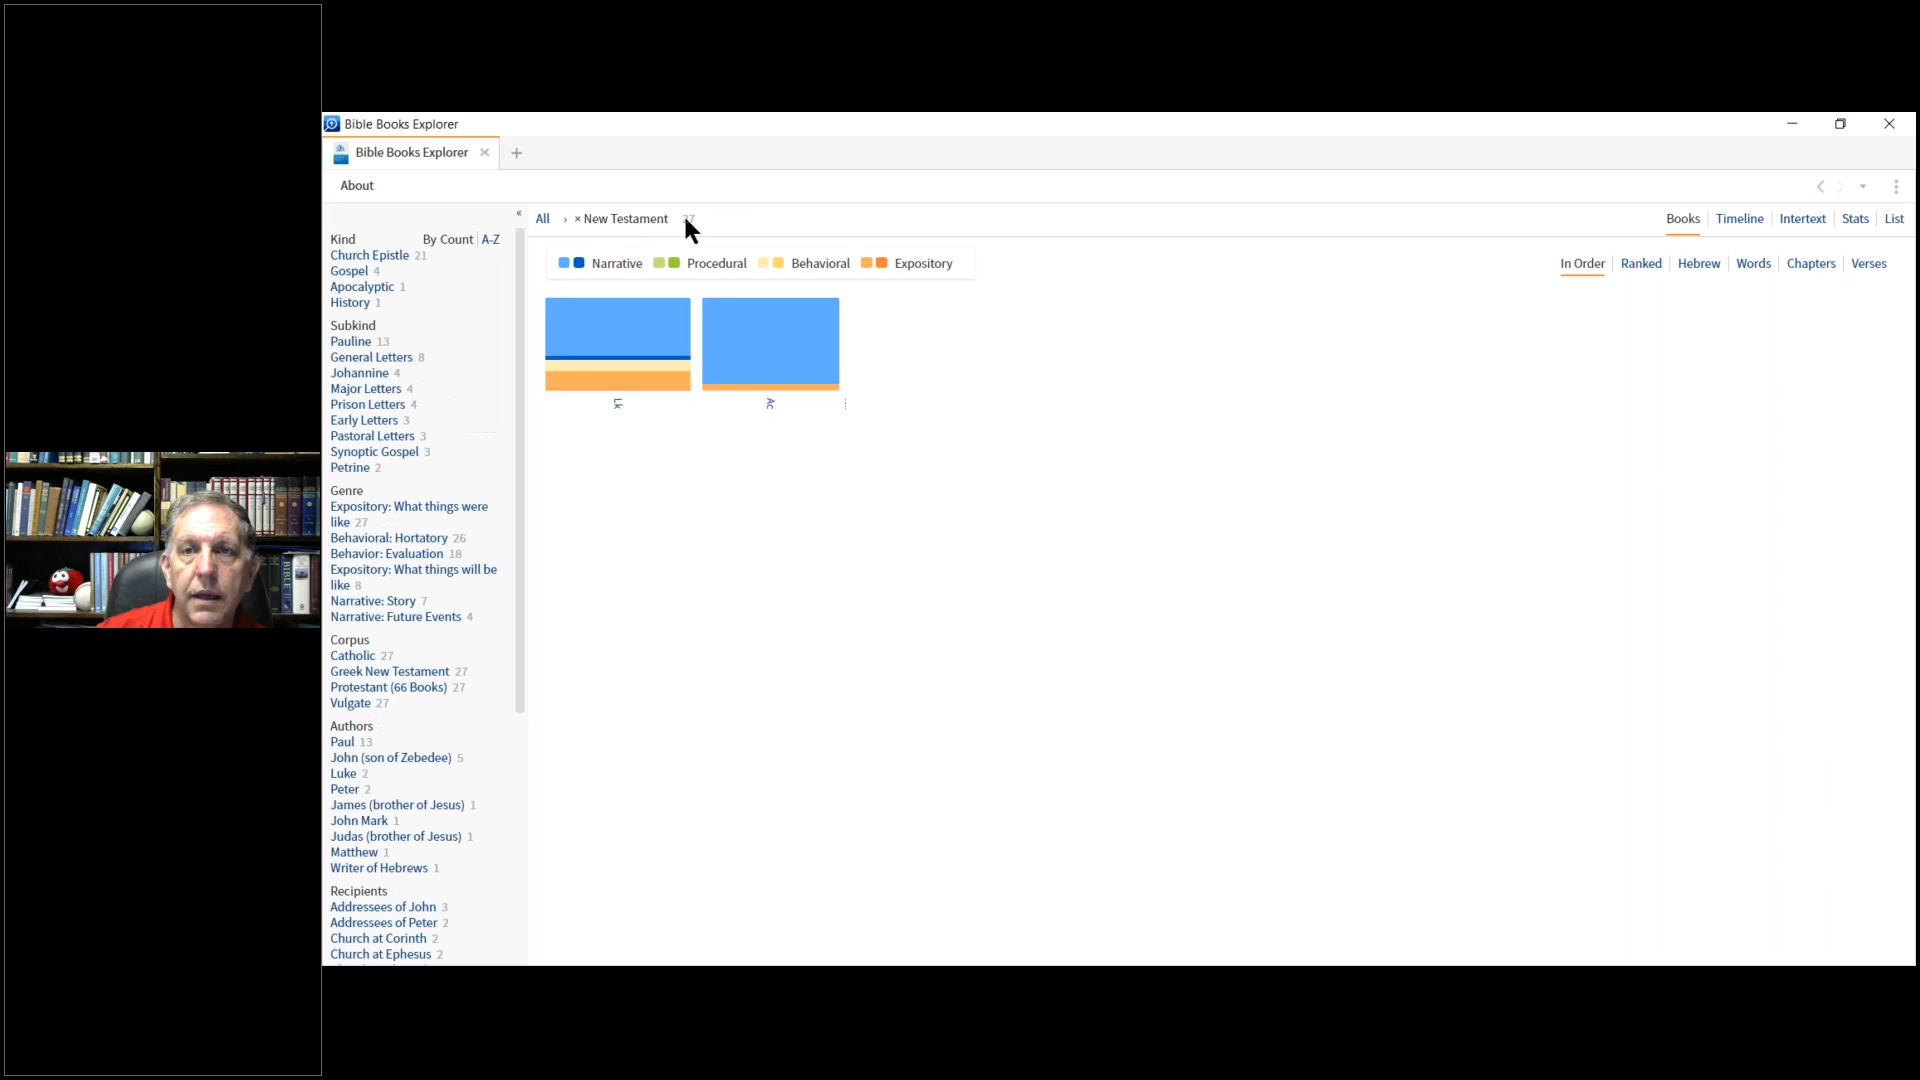 Bible Books Explorer
Bible Books Explorer
About
All › × New Testament 27
Books Timeline Intertext Stats List
«
Kind By Count A-Z
Church Epistle 21
Gospel 4
Apocalyptic 1
History 1
Subkind
Pauline 13
General Letters 8
Johannine 4
Major Letters 4
Prison Letters 4
Early Letters 3
Pastoral Letters 3
Synoptic Gospel 3
Petrine 2
Genre
Expository: What things were
like 27
Behavioral: Hortatory 26
Behavior: Evaluation 18
Expository: What things will be
like 8
Narrative: Story 7
Narrative: Future Events 4
Corpus
Catholic 27
Greek New Testament 27
Protestant (66 Books) 27
Vulgate 27
Authors
Paul 13
John (son of Zebedee) 5
Luke 2
Peter 2
James (brother of Jesus) 1
John Mark 1
Judas (brother of Jesus) 1
Matthew 1
Writer of Hebrews 1
Recipients
Addressees of John 3
Addressees of Peter 2
Church at Corinth 2
Church at Ephesus 2
Narrative Procedural Behavioral Expository
In Order Ranked Hebrew Words Chapters Verses
Lk
Ac
BIBLE